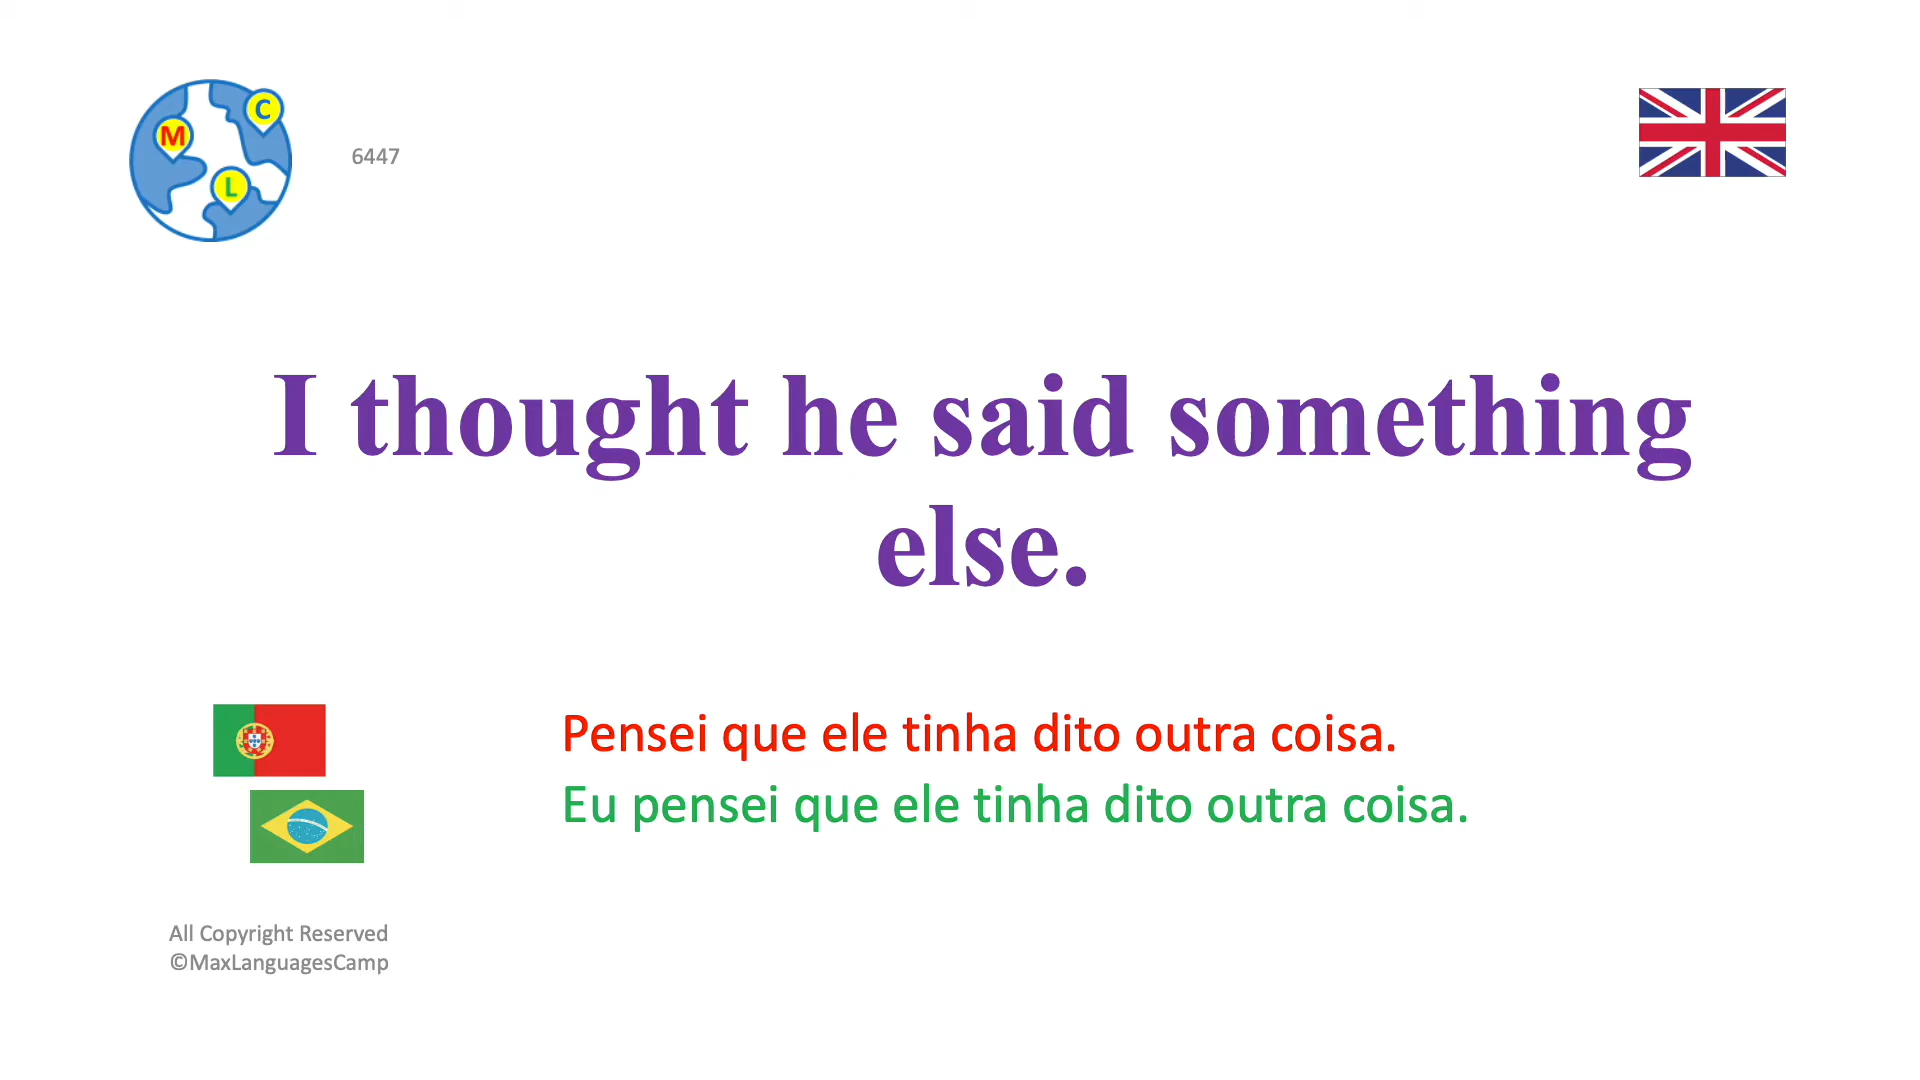 M
C
L
6447
I thought he said something
else.
Pensei que ele tinha dito outra coisa.
Eu pensei que ele tinha dito outra coisa.
All Copyright Reserved
©MaxLanguagesCamp